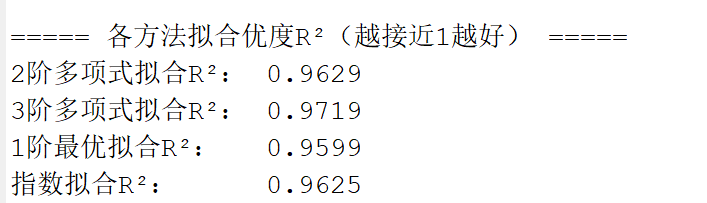 ===== 各方法拟合优度R²（越接近1越好） =====
2阶多项式拟合R²： 0.9629
3阶多项式拟合R²： 0.9719
1阶最优拟合R²： 0.9599
指数拟合R²： 0.9625